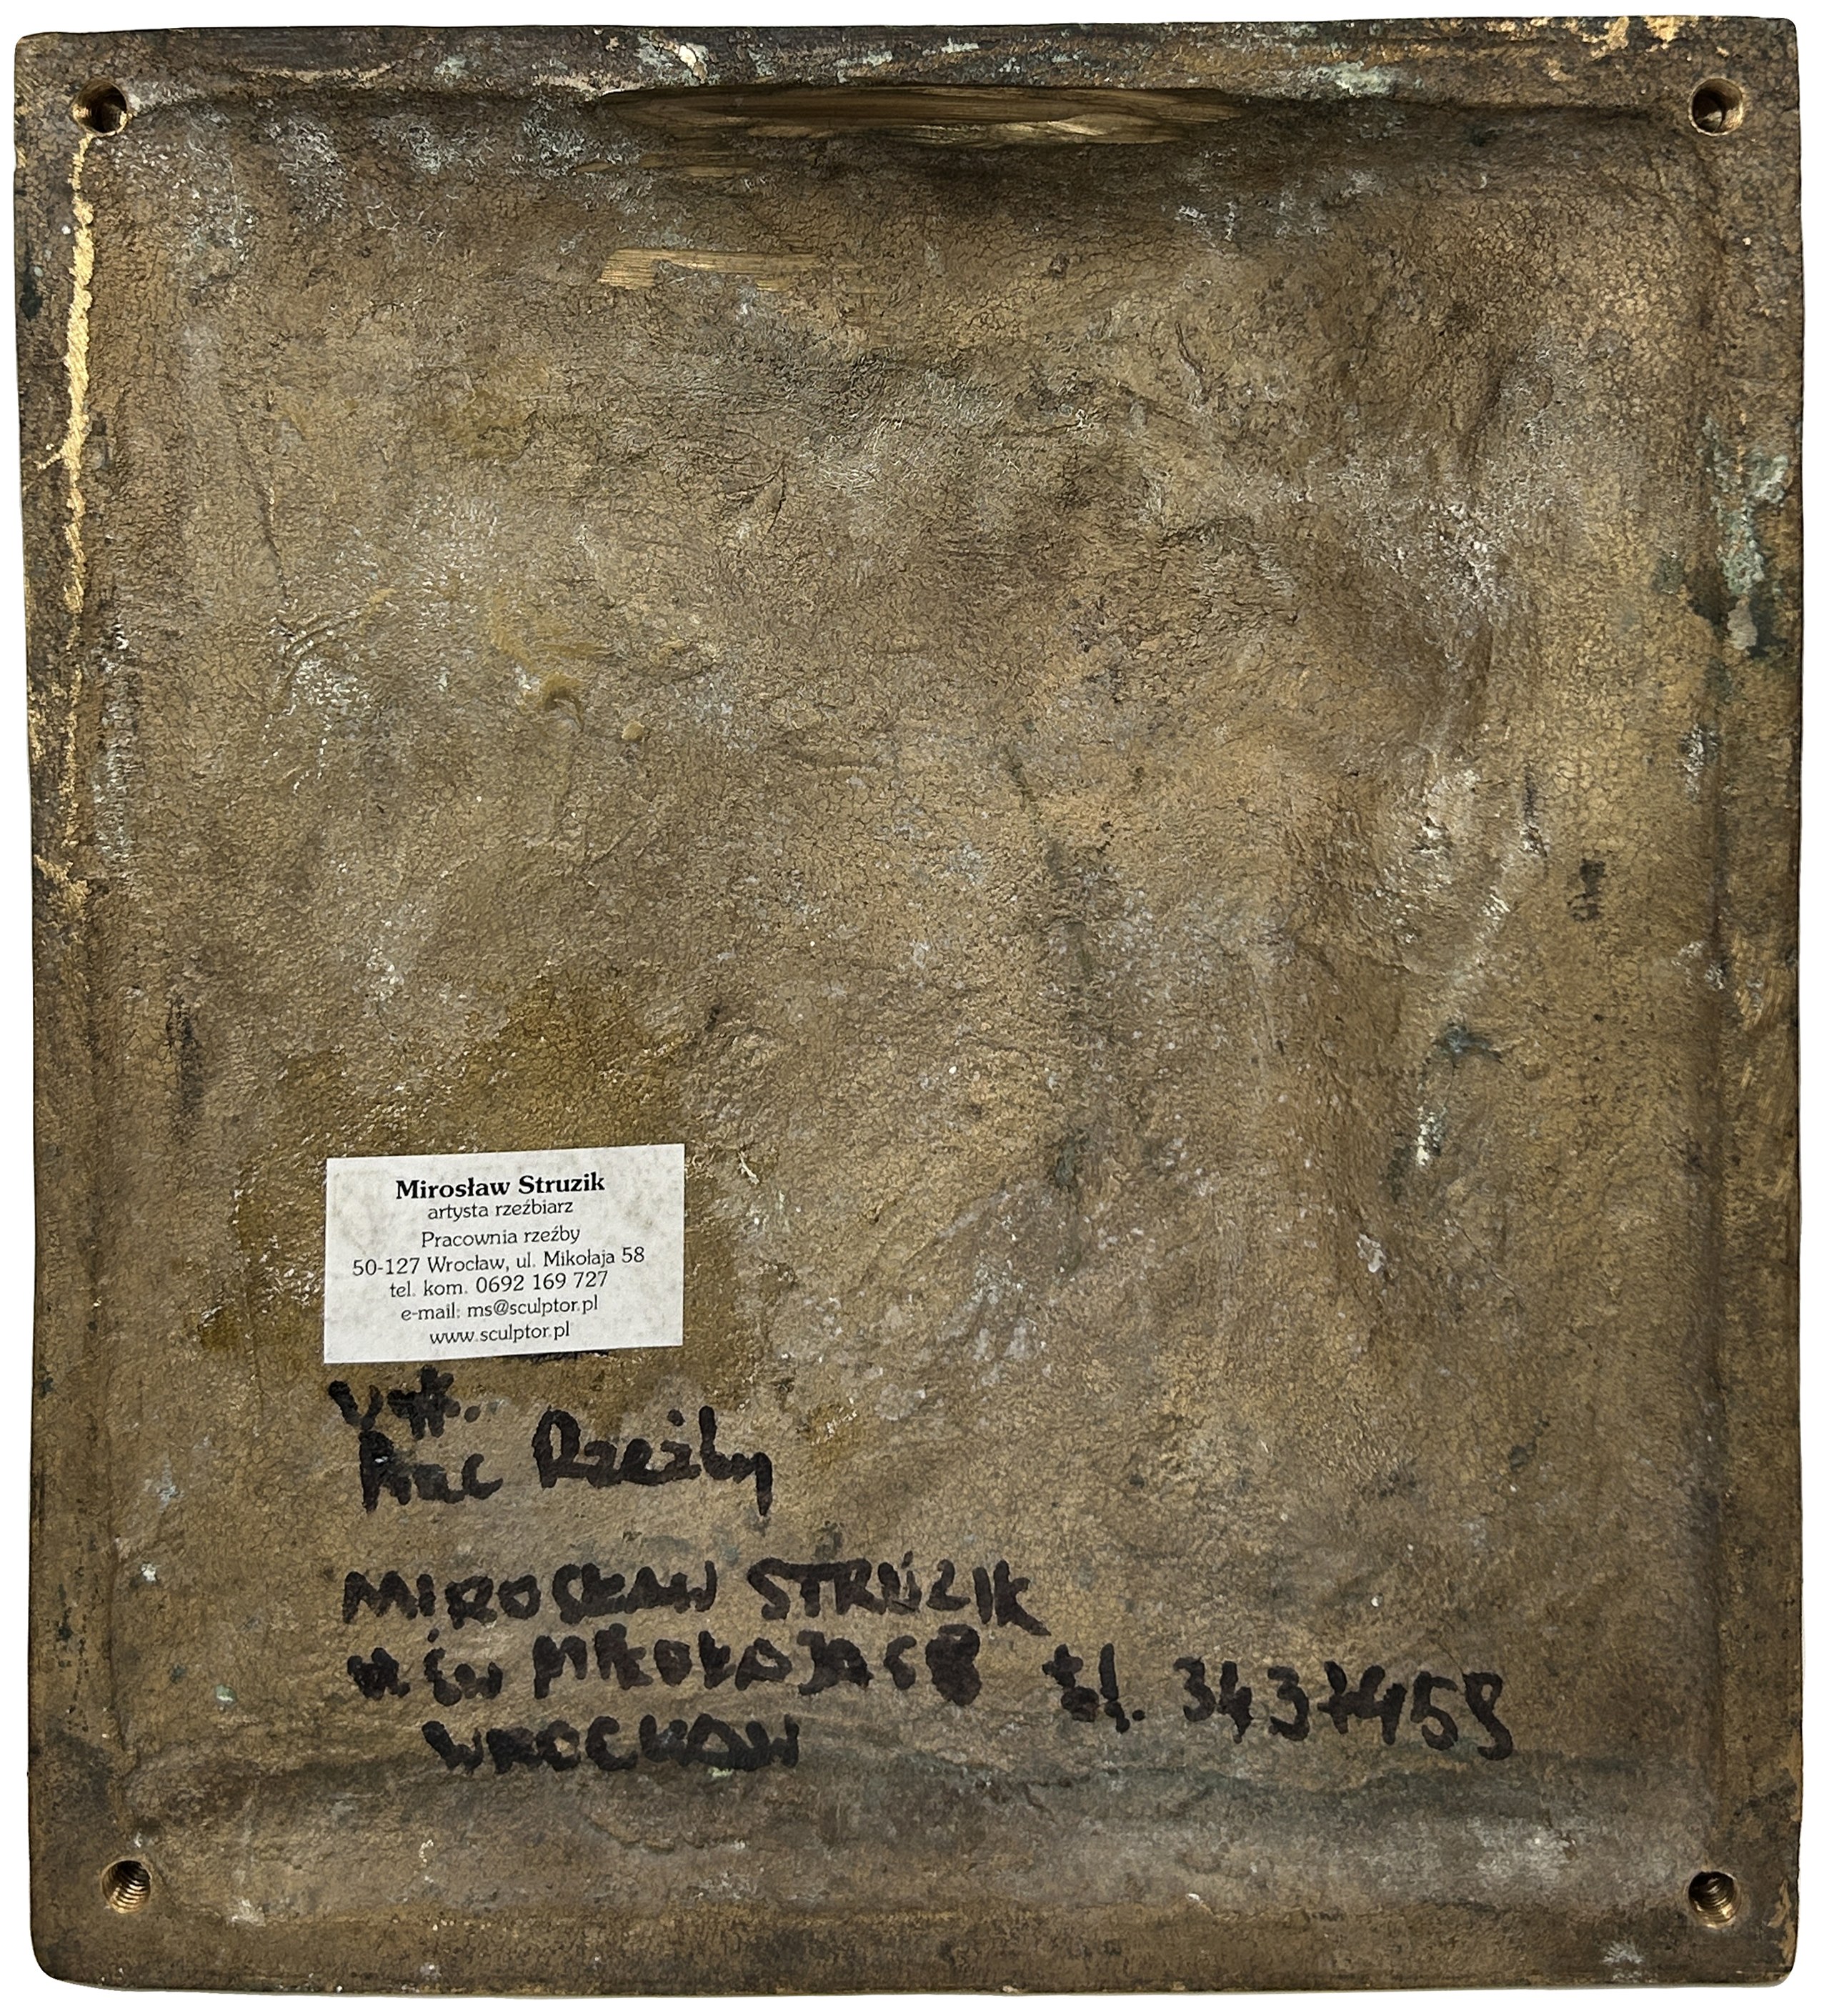 Mirosław Struzik
artysta rzeźbiarz
Pracownia rzeźby
50-127 Wrocław, ul. Mikołaja 58
tel. kom. 0692 169 727
e-mail: ms@sculptor.pl
www.sculptor.pl
Prac Rzeźby
MIROSŁAW STRUZIK
św MIKOŁAJA 58 tel. 3437458
WROCŁAW